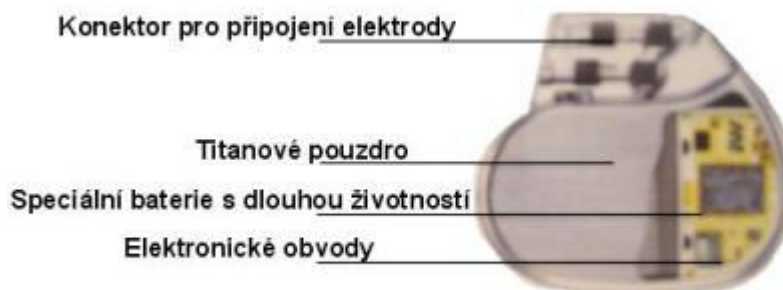 Konektor pro připojení elektrody
Titanové pouzdro
Speciální baterie s dlouhou životností
Elektronické obvody